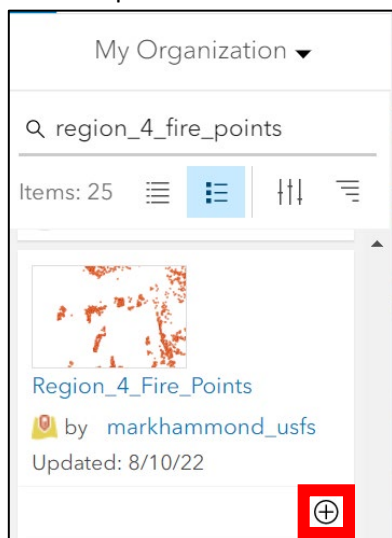 My Organization
region_4_fire_points
Items: 25
Region_4_Fire_Points
by markhammond_usfs
Updated: 8/10/22